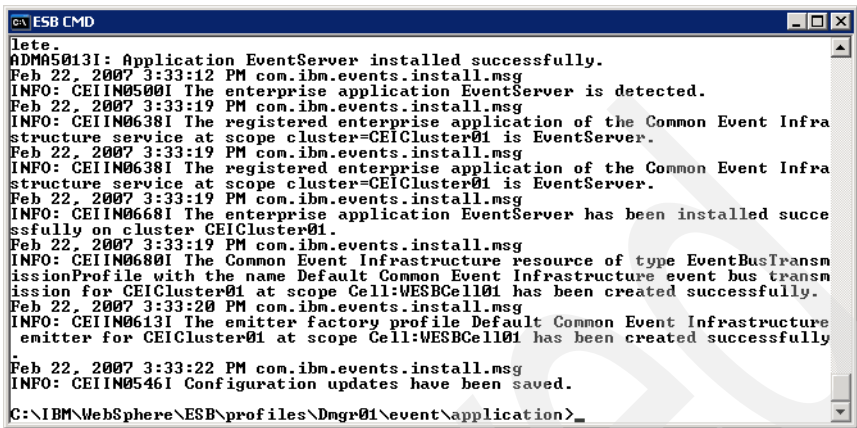 ESB CMD
lete.
ADMA5013I: Application EventServer installed successfully.
Feb 22, 2007 3:33:12 PM com.ibm.events.install.msg
INFO: CEIIN0500I The enterprise application EventServer is detected.
Feb 22, 2007 3:33:19 PM com.ibm.events.install.msg
INFO: CEIIN0638I The registered enterprise application of the Common Event Infra
structure service at scope cluster=CEICluster01 is EventServer.
Feb 22, 2007 3:33:19 PM com.ibm.events.install.msg
INFO: CEIIN0638I The registered enterprise application of the Common Event Infra
structure service at scope cluster=CEICluster01 is EventServer.
Feb 22, 2007 3:33:19 PM com.ibm.events.install.msg
INFO: CEIIN0668I The enterprise application EventServer has been installed succe
ssfully on cluster CEICluster01.
Feb 22, 2007 3:33:19 PM com.ibm.events.install.msg
INFO: CEIIN0680I The Common Event Infrastructure resource of type EventBusTransm
issionProfile with the name Default Common Event Infrastructure event bus transm
ission for CEICluster01 at scope Cell:WESBCell01 has been created successfully.
Feb 22, 2007 3:33:20 PM com.ibm.events.install.msg
INFO: CEIIN0613I The emitter factory profile Default Common Event Infrastructure
 emitter for CEICluster01 at scope Cell:WESBCell01 has been created successfully
.
Feb 22, 2007 3:33:22 PM com.ibm.events.install.msg
INFO: CEIIN0546I Configuration updates have been saved.
C:\IBM\WebSphere\ESB\profiles\Dmgr01\event\application>_